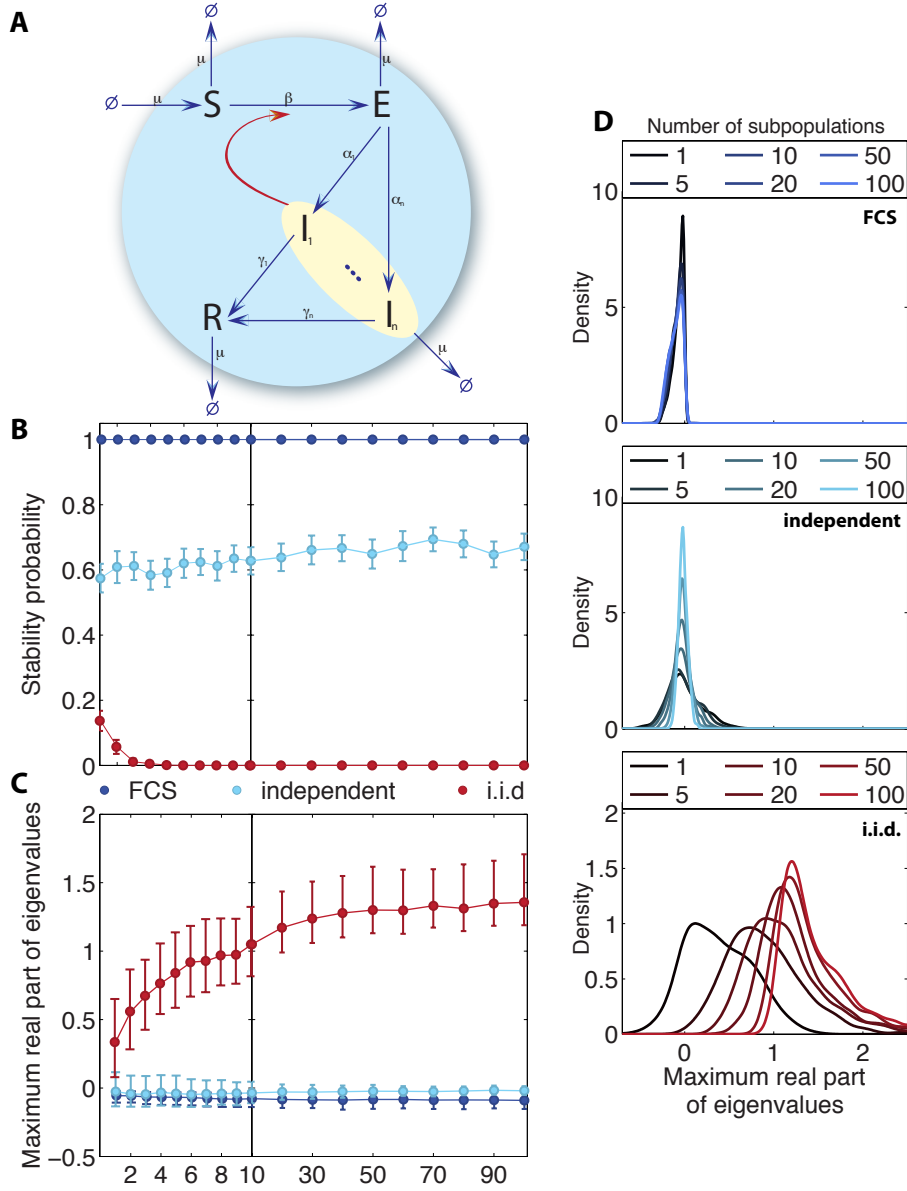 A
∅
∅
μ
μ
∅
μ
S
β
E
α₁
αₙ
I₁
γ₁
R
γₙ
Iₙ
μ
μ
∅
∅
B
Stability probability
1
0.8
0.6
0.4
0.2
0
FCS
independent
i.i.d
C
Maximum real part of eigenvalues
2
1.5
1
0.5
0
−0.5
2 4 6 8 10 30 50 70 90
D
Number of subpopulations
1 10 50
5 20 100
FCS
Density
10
5
0
1 10 50
5 20 100
independent
Density
10
5
0
1 10 50
5 20 100
i.i.d.
Density
2
1.5
1
0.5
0
0 1 2
Maximum real part
of eigenvalues